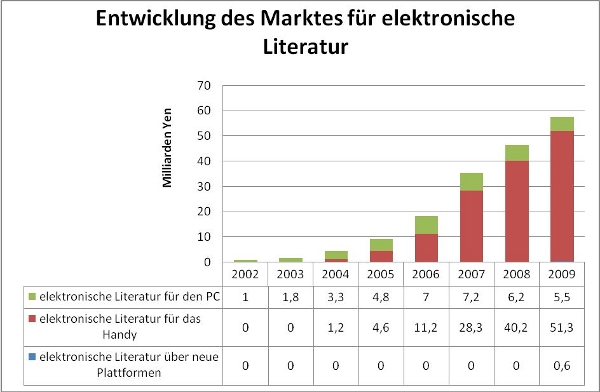 Entwicklung des Marktes für elektronische
Literatur
Milliarden Yen
70
60
50
40
30
20
10
0
2002 2003 2004 2005 2006 2007 2008 2009
elektronische Literatur für den PC 1 1,8 3,3 4,8 7 7,2 6,2 5,5
elektronische Literatur für das
Handy 0 0 1,2 4,6 11,2 28,3 40,2 51,3
elektronische Literatur über neue
Plattformen 0 0 0 0 0 0 0 0,6